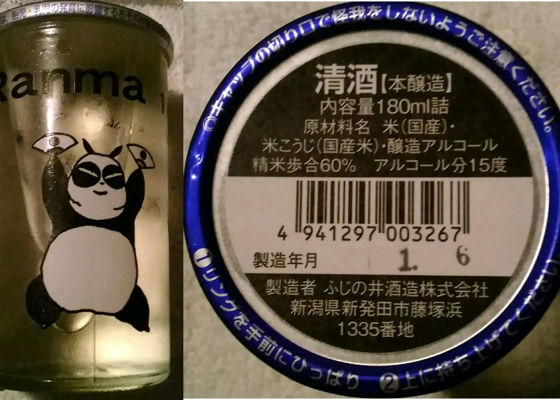 Ranma 1
○キャップの切り口で怪我をしないようご注意ください。
清酒【本醸造】
内容量180ml詰
原材料名 米(国産)・
米こうじ(国産米)・醸造アルコール
精米歩合60% アルコール分15度
4 941297 003267
製造年月 1. 6
製造者 ふじの井酒造株式会社
新潟県新発田市藤塚浜
1335番地
①リングを手前にひっぱり ②上に持ち上げてください